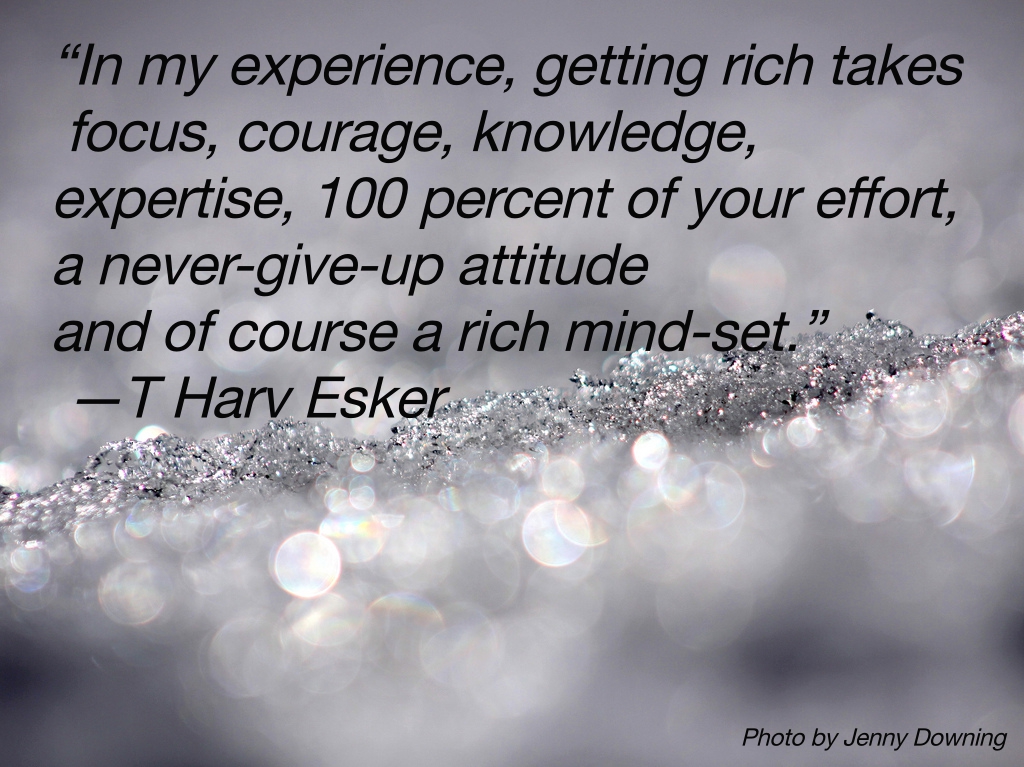 “In my experience, getting rich takes
focus, courage, knowledge,
expertise, 100 percent of your effort,
a never-give-up attitude
and of course a rich mind-set.”
—T Harv Esker
Photo by Jenny Downing